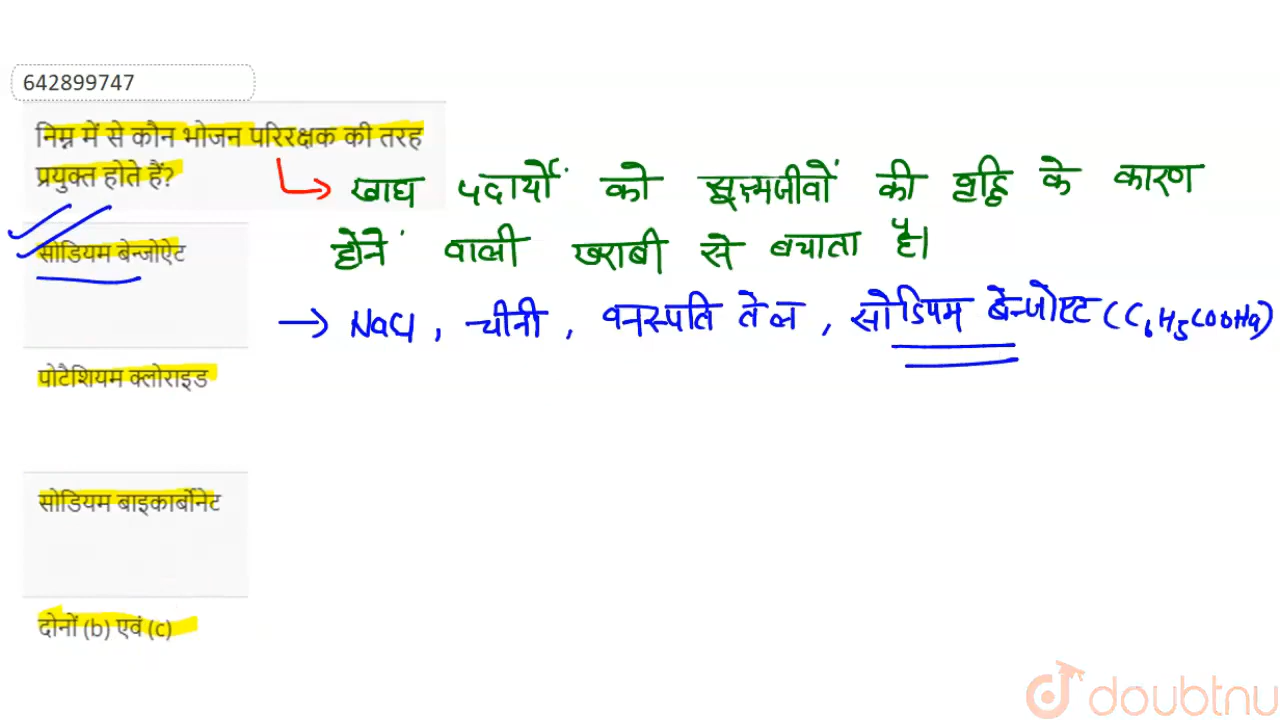 642899747
निम्न में से कौन भोजन परिरक्षक की तरह
प्रयुक्त होते हैं?
सोडियम बेन्जोऐट
पोटैशियम क्लोराइड
सोडियम बाइकार्बोनेट
दोनों (b) एवं (c)
खाद्य पदार्थों को सूक्ष्मजीवों की वृद्धि के कारण
होने वाली खराबी से बचाता है।
→ NaCl, चीनी, वनस्पति तेल, सोडियम बेन्जोएट (C6H5COONa)
doubtnut